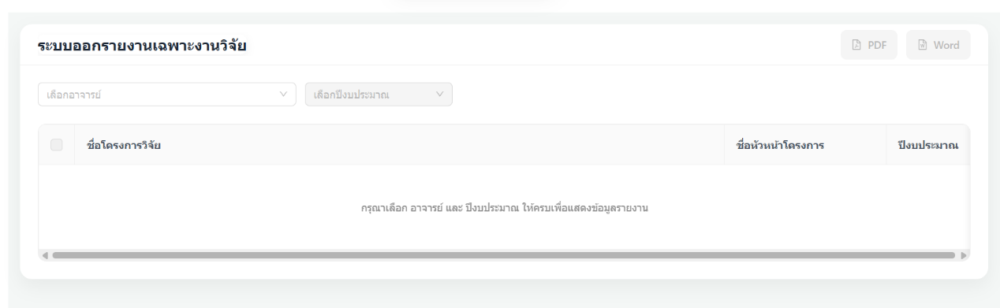 ระบบออกรายงานเฉพาะงานวิจัย
PDF
Word
เลือกอาจารย์
เลือกปีงบประมาณ
ชื่อโครงการวิจัย
ชื่อหัวหน้าโครงการ
ปีงบประมาณ
กรุณาเลือก อาจารย์ และ ปีงบประมาณ ให้ครบเพื่อแสดงข้อมูลรายงาน